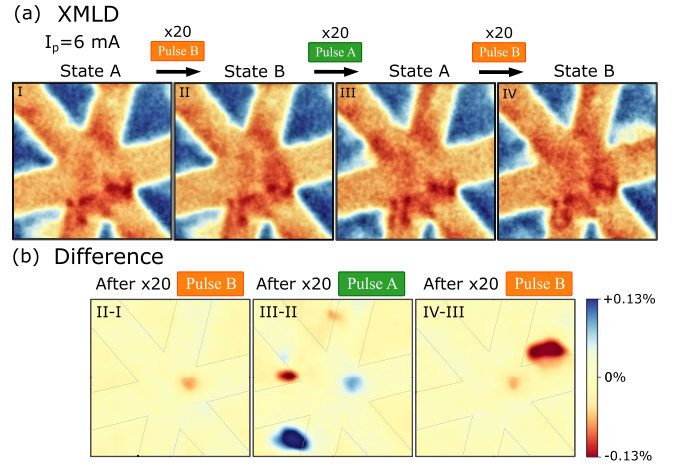 (a) XMLD
I_p=6 mA
x20 x20 x20
Pulse B Pulse A Pulse B
State A State B State A State B
I II III IV
(b) Difference
After x20 Pulse B After x20 Pulse A After x20 Pulse B
II-I III-II IV-III
+0.13%
0%
-0.13%